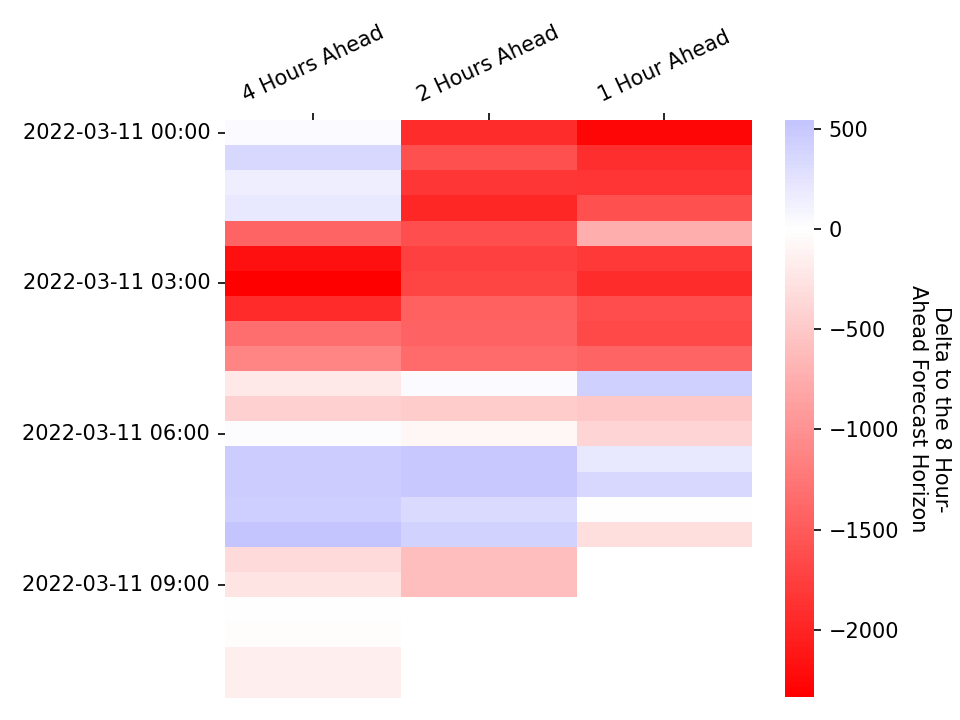 4 Hours Ahead
2 Hours Ahead
1 Hour Ahead
2022-03-11 00:00
2022-03-11 03:00
2022-03-11 06:00
2022-03-11 09:00
500
0
−500
−1000
−1500
−2000
Delta to the 8 Hour-
Ahead Forecast Horizon